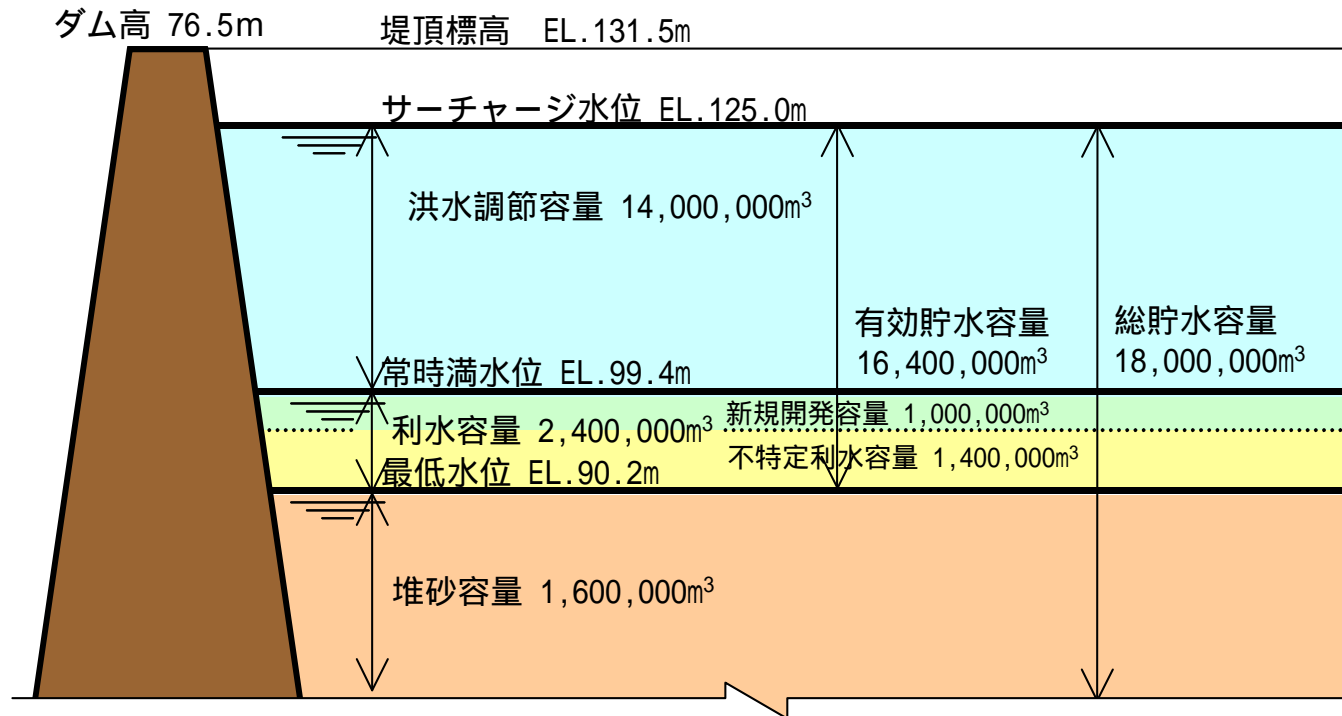 ダム高 76.5m
堤頂標高 EL.131.5m
サーチャージ水位 EL.125.0m
洪水調節容量 14,000,000m³
有効貯水容量
16,400,000m³
総貯水容量
18,000,000m³
常時満水位 EL.99.4m
新規開発容量 1,000,000m³
利水容量 2,400,000m³
不特定利水容量 1,400,000m³
最低水位 EL.90.2m
堆砂容量 1,600,000m³